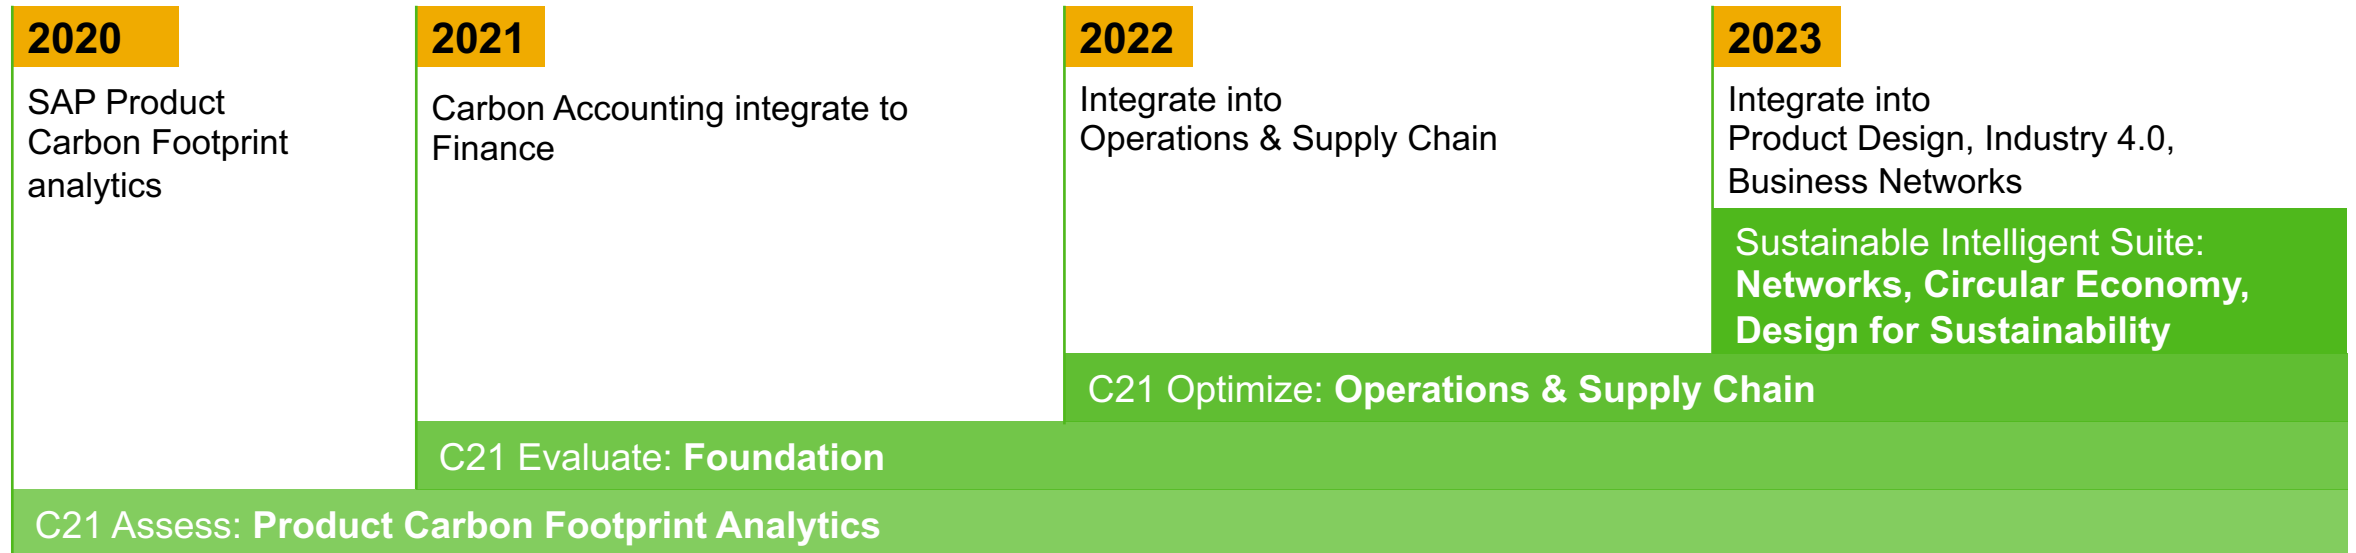 2020
SAP Product
Carbon Footprint
analytics
2021
Carbon Accounting integrate to
Finance
2022
Integrate into
Operations & Supply Chain
2023
Integrate into
Product Design, Industry 4.0,
Business Networks
Sustainable Intelligent Suite:
Networks, Circular Economy,
Design for Sustainability
C21 Optimize: Operations & Supply Chain
C21 Evaluate: Foundation
C21 Assess: Product Carbon Footprint Analytics